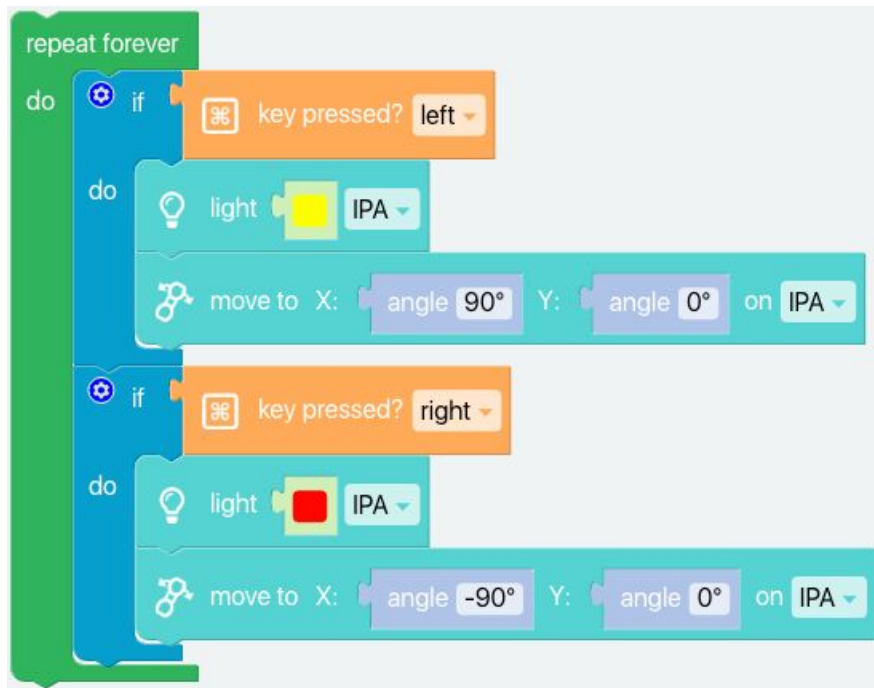 repeat forever
do if key pressed? left
do light IPA
move to X: angle 90° Y: angle 0° on IPA
if key pressed? right
do light IPA
move to X: angle -90° Y: angle 0° on IPA